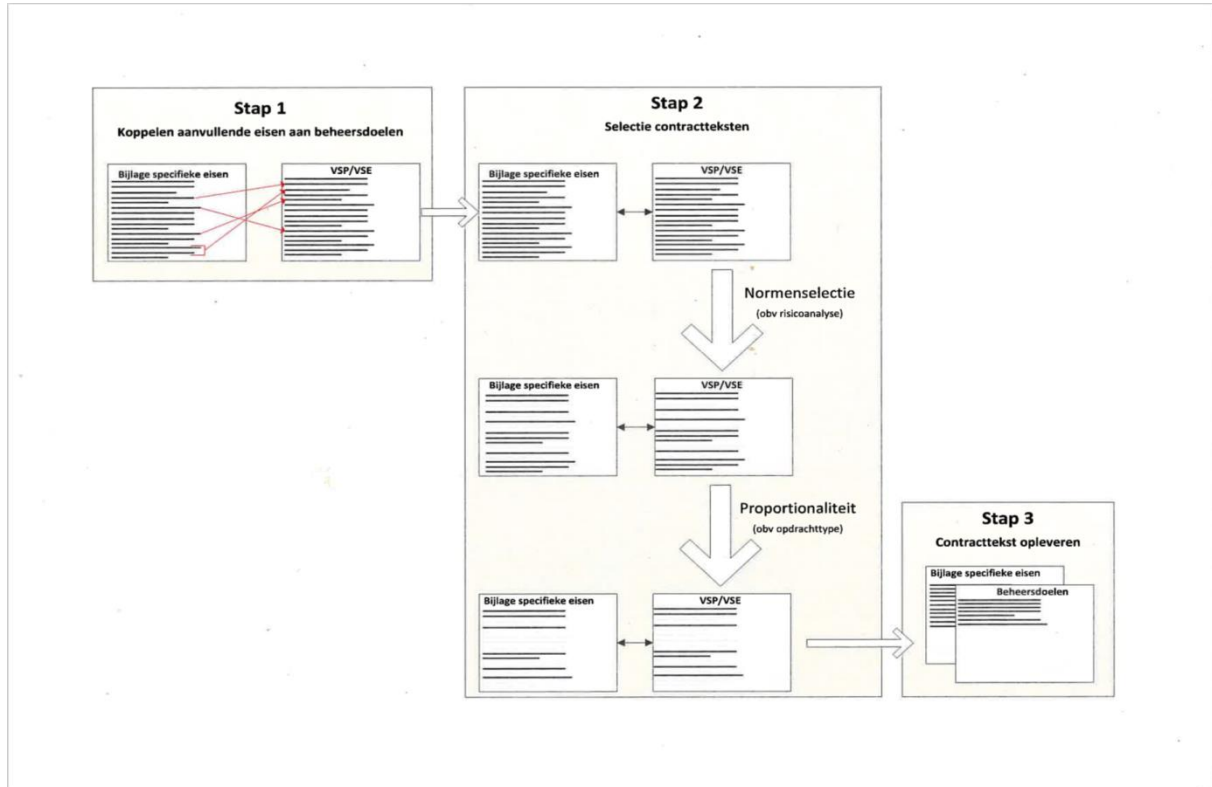 Stap 1
Koppelen aanvullende eisen aan beheersdoelen
Bijlage specifieke eisen
VSP/VSE
Stap 2
Selectie contractteksten
Bijlage specifieke eisen
VSP/VSE
Normenselectie
(obv risicoanalyse)
Bijlage specifieke eisen
VSP/VSE
Proportionaliteit
(obv opdrachttype)
Bijlage specifieke eisen
VSP/VSE
Stap 3
Contracttekst opleveren
Bijlage specifieke eisen
Beheersdoelen